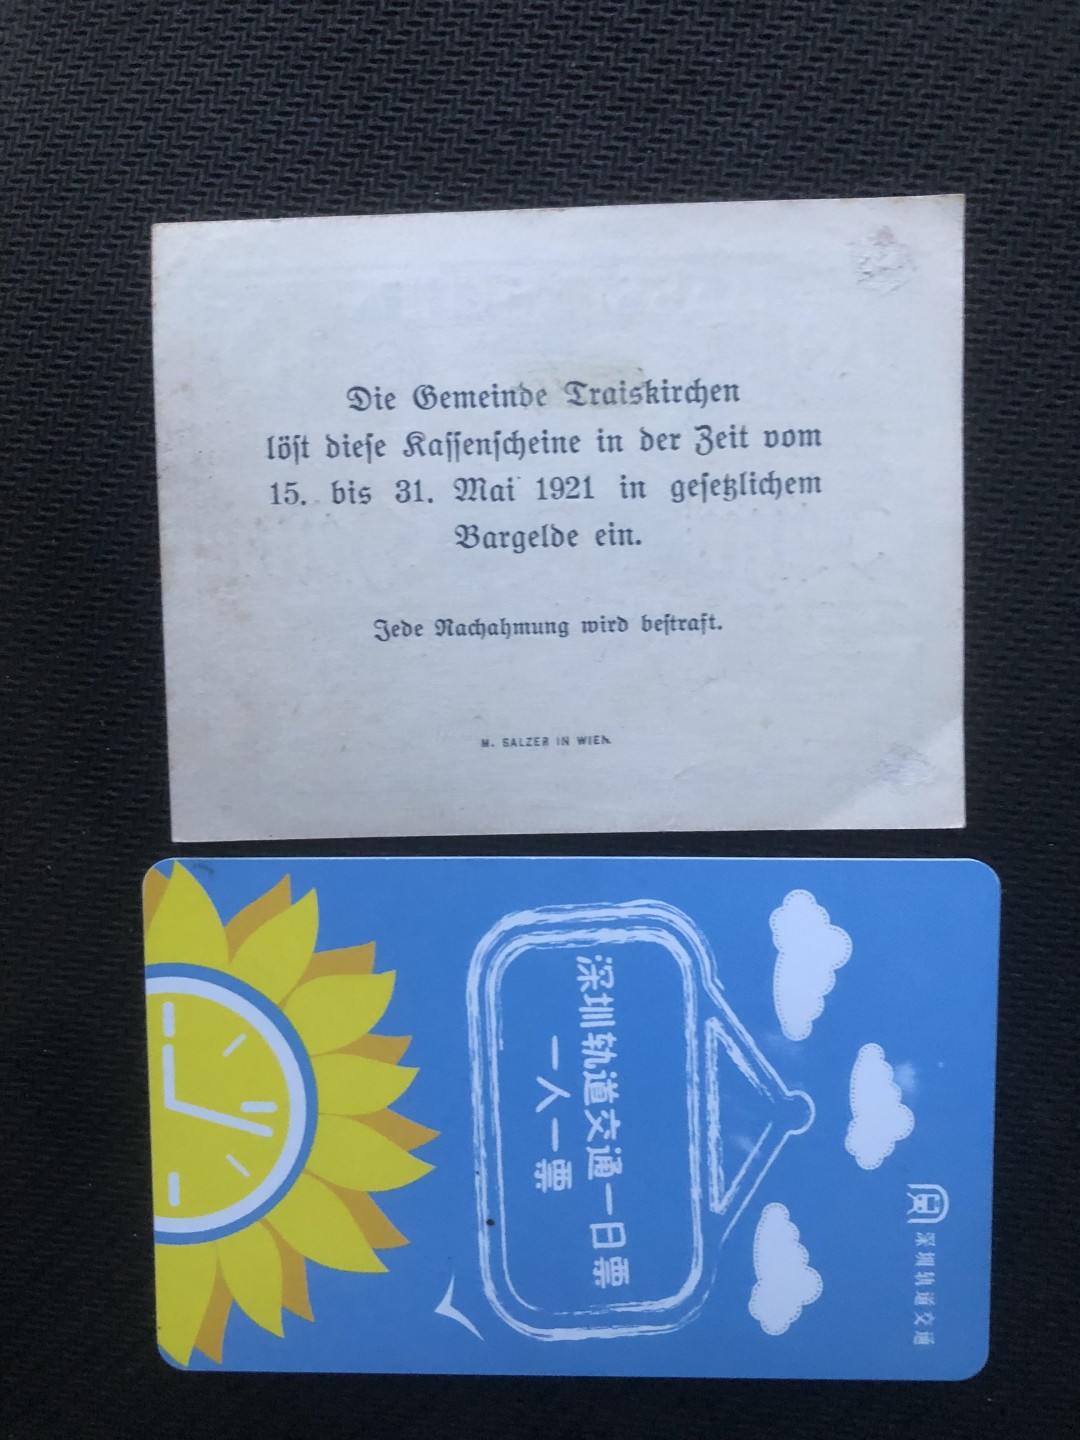 Die Gemeinde Traiskirchen
löſt dieſe Kaſſenſcheine in der Zeit vom
15. bis 31. Mai 1921 in geſetzlichem
Bargelde ein.
Jede Nachahmung wird beſtraft.
M. SALZER IN WIEN.
深圳轨道交通一日票
一人一票
深圳轨道交通